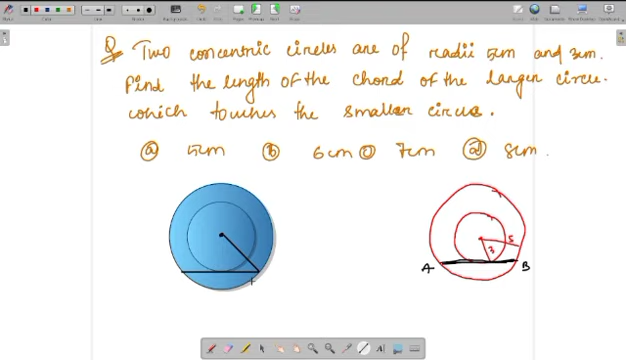 Q Two concentric circles are of radii 5cm and 3cm.
Find the length of the chord of the larger circle
which touches the smaller circle.
(a) 5cm (b) 6cm (c) 7cm (d) 8cm.
5
3
A B